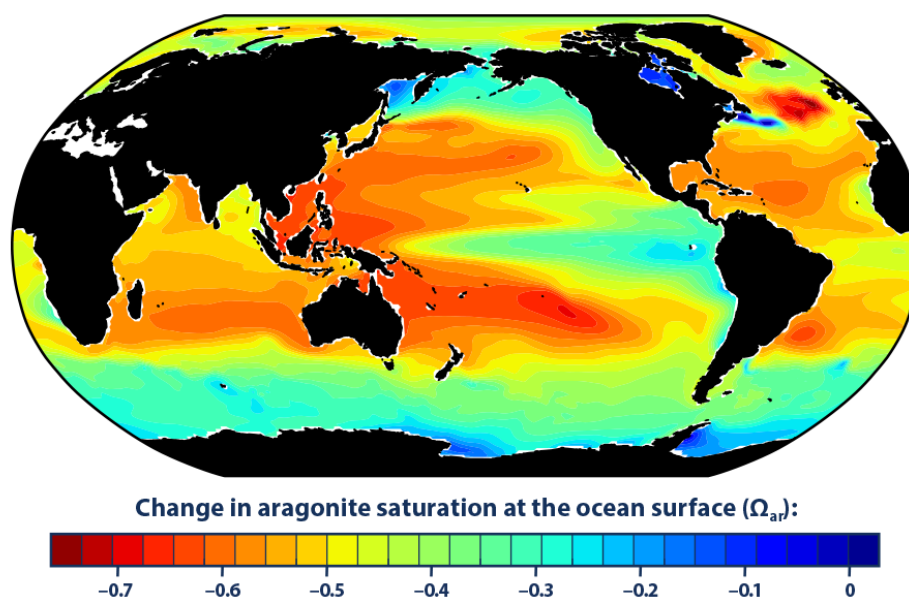 Change in aragonite saturation at the ocean surface (Ωar):
–0.7 –0.6 –0.5 –0.4 –0.3 –0.2 –0.1 0